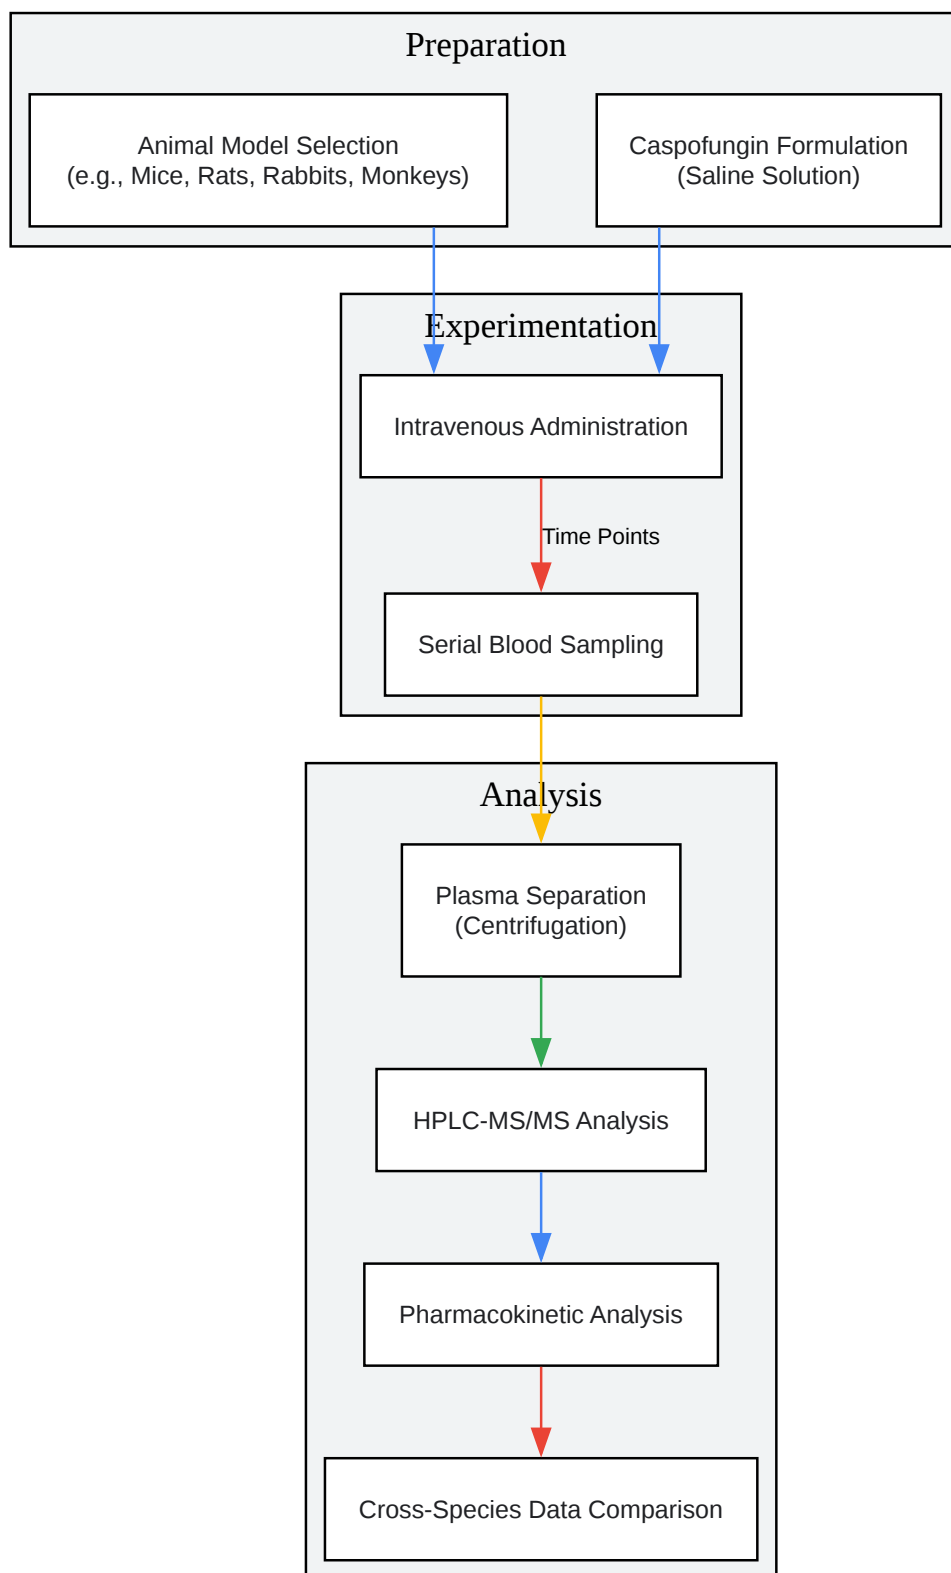 Preparation
Animal Model Selection
(e.g., Mice, Rats, Rabbits, Monkeys)
Caspofungin Formulation
(Saline Solution)
Experimentation
Intravenous Administration
Time Points
Serial Blood Sampling
Analysis
Plasma Separation
(Centrifugation)
HPLC-MS/MS Analysis
Pharmacokinetic Analysis
Cross-Species Data Comparison